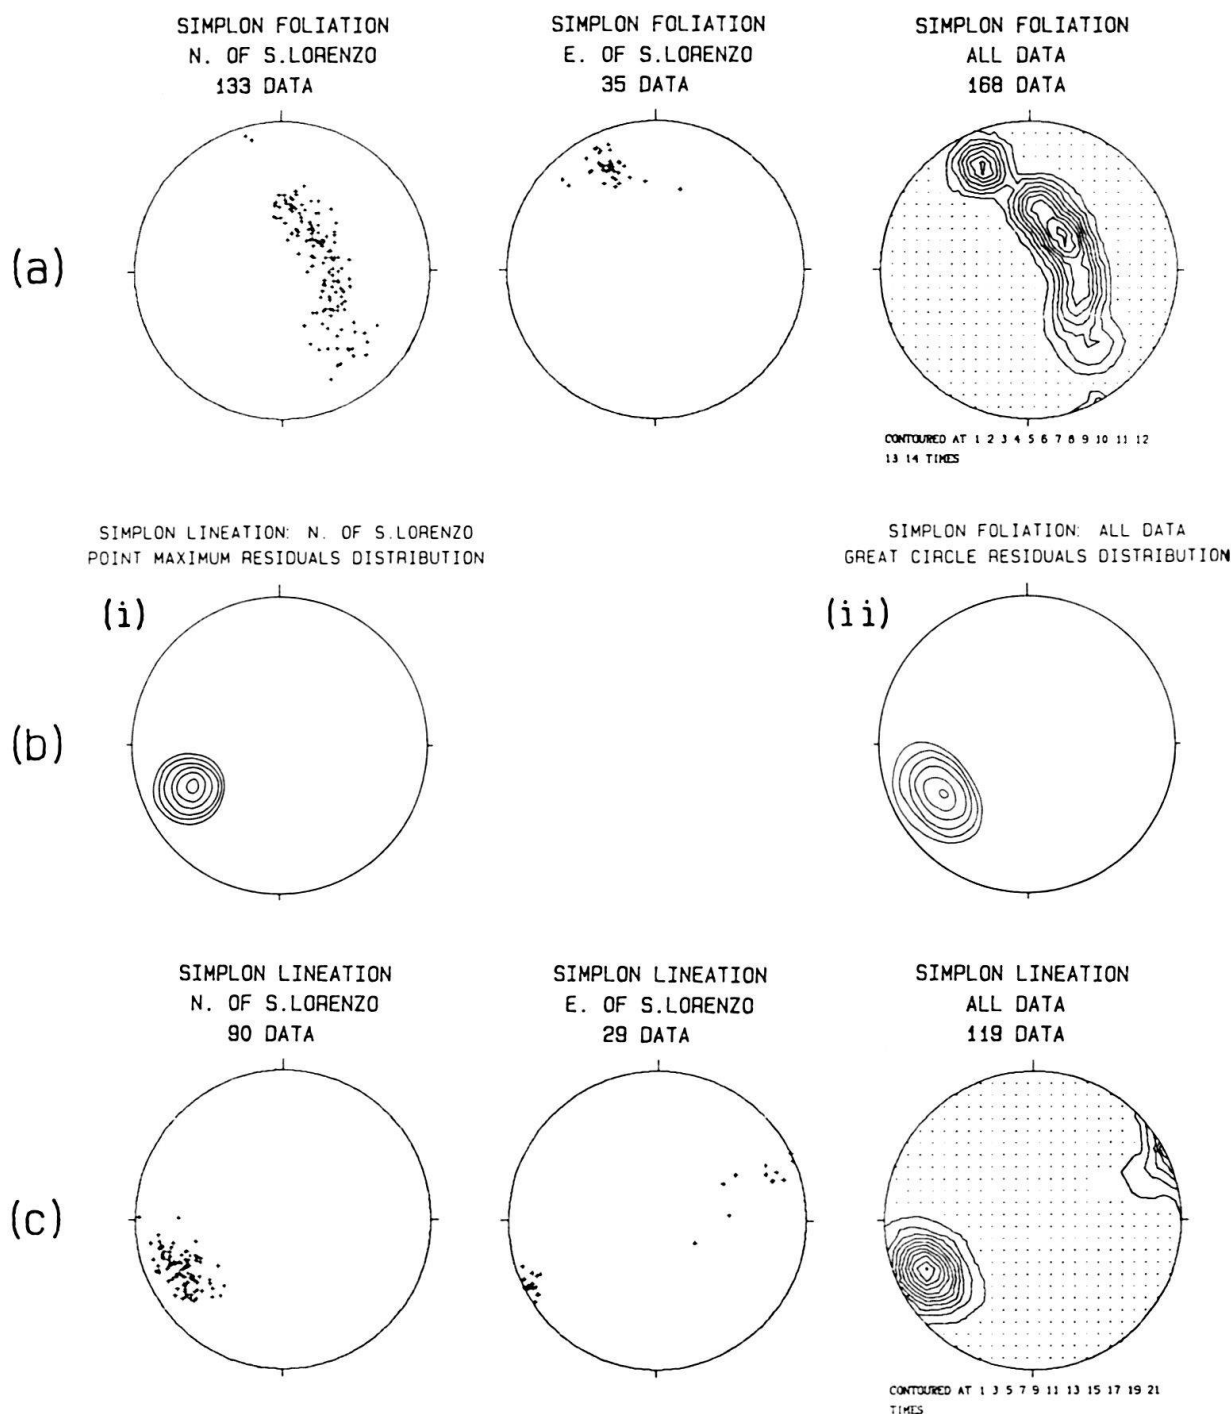 SIMPLON FOLIATION
N. OF S.LORENZO
133 DATA
SIMPLON FOLIATION
E. OF S.LORENZO
35 DATA
SIMPLON FOLIATION
ALL DATA
168 DATA
(a)
CONTOURED AT 1 2 3 4 5 6 7 8 9 10 11 12
13 14 TIMES
SIMPLON LINEATION: N. OF S.LORENZO
POINT MAXIMUM RESIDUALS DISTRIBUTION
(i)
SIMPLON FOLIATION: ALL DATA
GREAT CIRCLE RESIDUALS DISTRIBUTION
(ii)
(b)
SIMPLON LINEATION
N. OF S.LORENZO
90 DATA
SIMPLON LINEATION
E. OF S.LORENZO
29 DATA
SIMPLON LINEATION
ALL DATA
119 DATA
(c)
CONTOURED AT 1 3 5 7 9 11 13 15 17 19 21
TIMES